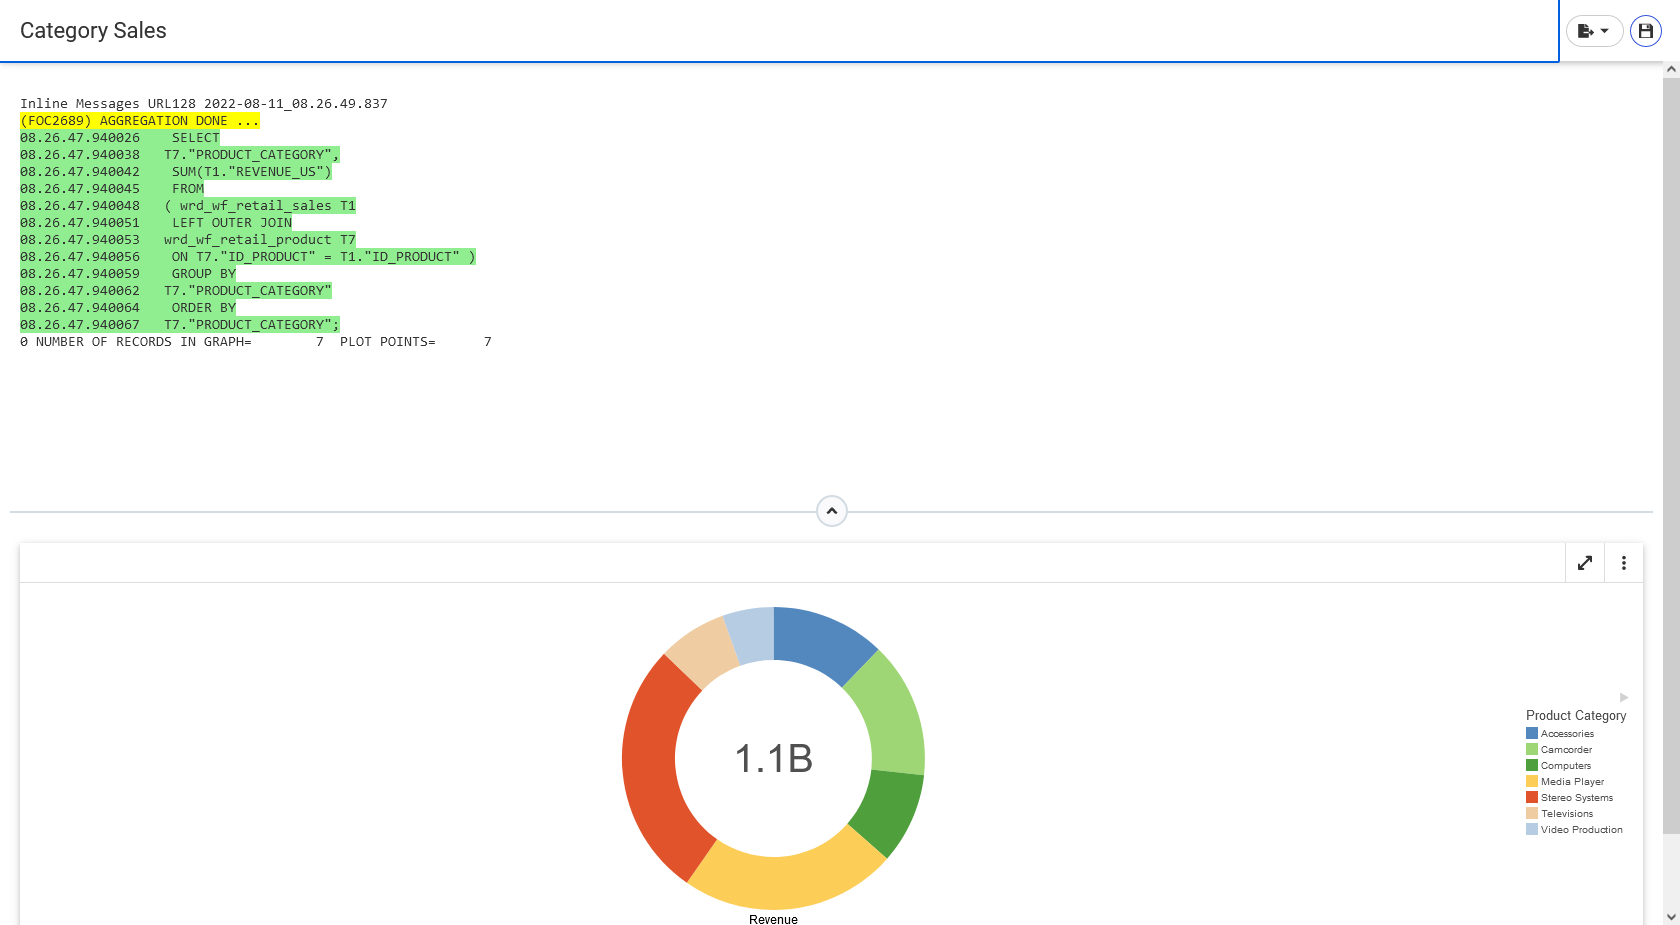 Category Sales
Inline Messages URL128 2022-08-11_08.26.49.837
(FOC2689) AGGREGATION DONE ...
08.26.47.940026    SELECT
08.26.47.940038   T7."PRODUCT_CATEGORY",
08.26.47.940042    SUM(T1."REVENUE_US")
08.26.47.940045    FROM
08.26.47.940048   ( wrd_wf_retail_sales T1
08.26.47.940051    LEFT OUTER JOIN
08.26.47.940053   wrd_wf_retail_product T7
08.26.47.940056    ON T7."ID_PRODUCT" = T1."ID_PRODUCT" )
08.26.47.940059    GROUP BY
08.26.47.940062   T7."PRODUCT_CATEGORY"
08.26.47.940064    ORDER BY
08.26.47.940067   T7."PRODUCT_CATEGORY";
0 NUMBER OF RECORDS IN GRAPH=        7  PLOT POINTS=      7
1.1B
Revenue
Product Category
Accessories
Camcorder
Computers
Media Player
Stereo Systems
Televisions
Video Production